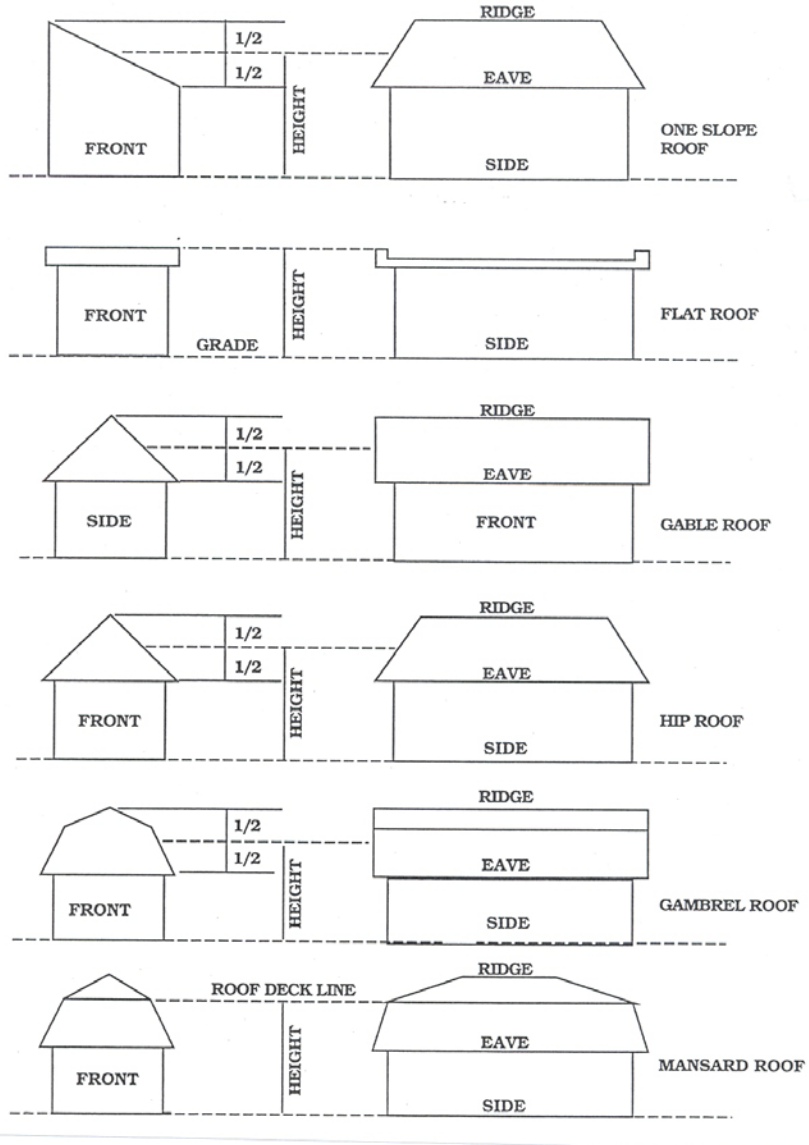 RIDGE
1/2
1/2
HEIGHT
EAVE
FRONT
SIDE
ONE SLOPE
ROOF
FRONT
HEIGHT
GRADE
SIDE
FLAT ROOF
RIDGE
1/2
1/2
HEIGHT
EAVE
SIDE
FRONT
GABLE ROOF
RIDGE
1/2
1/2
HEIGHT
EAVE
FRONT
SIDE
HIP ROOF
RIDGE
1/2
1/2
HEIGHT
EAVE
FRONT
SIDE
GAMBREL ROOF
RIDGE
ROOF DECK LINE
HEIGHT
EAVE
FRONT
SIDE
MANSARD ROOF